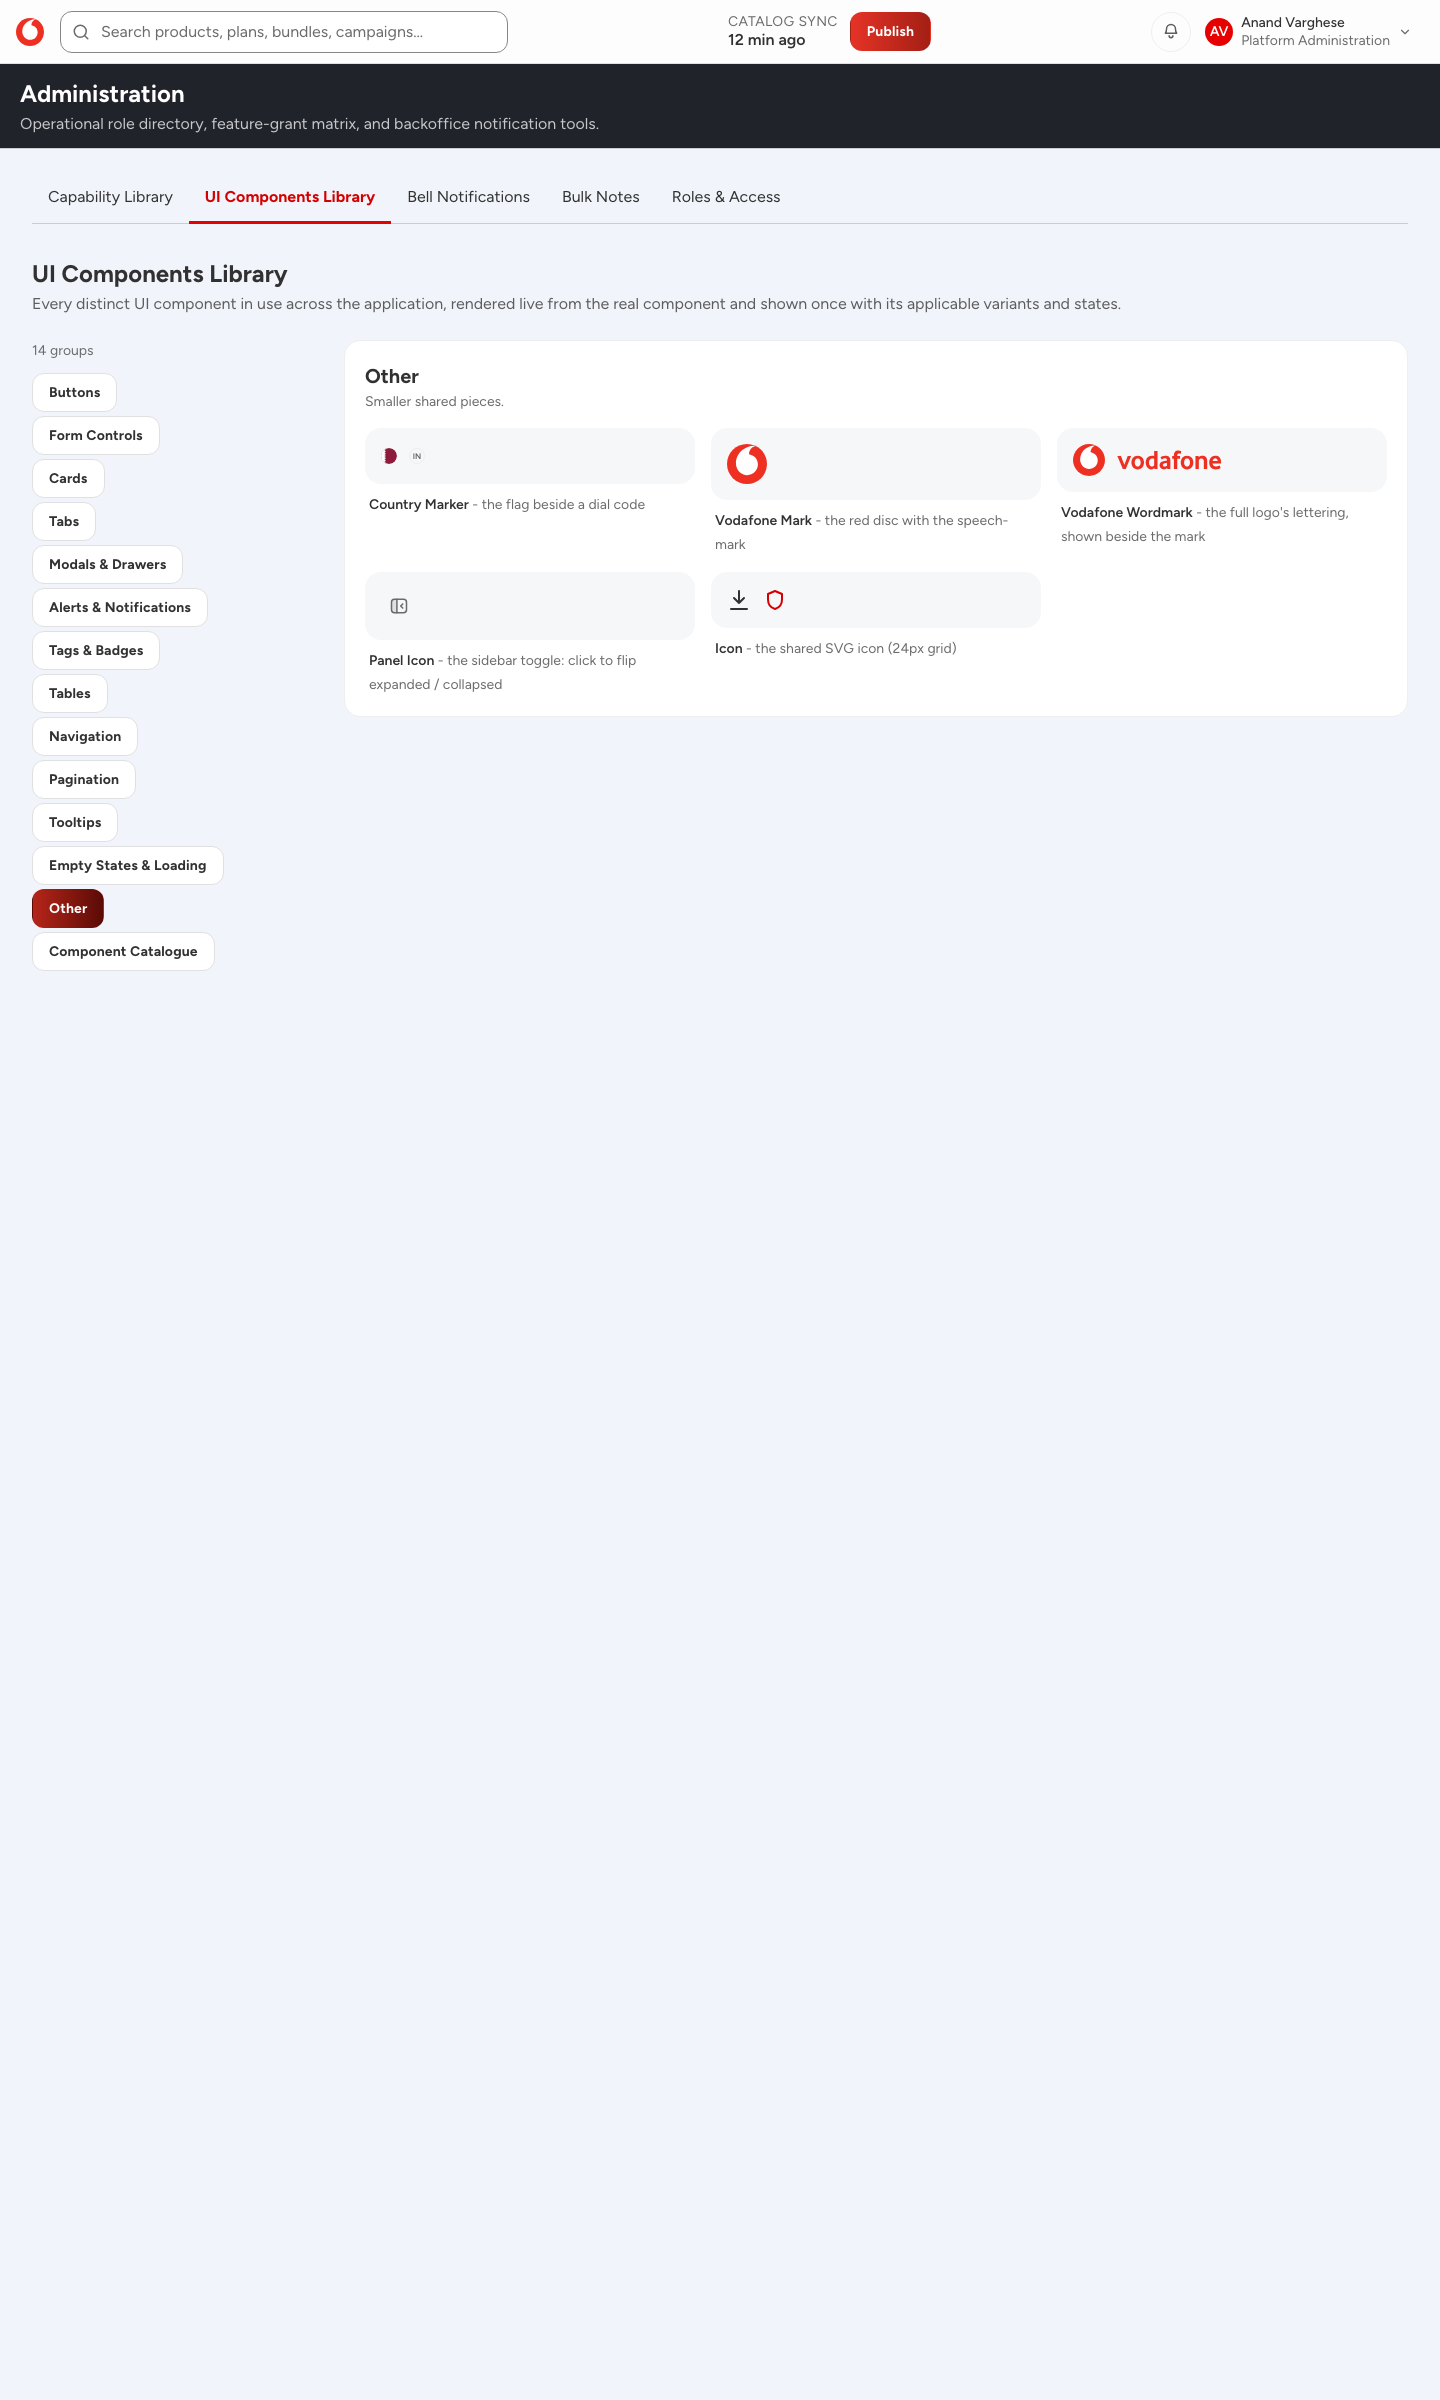 Search products, plans, bundles, campaigns...
CATALOG SYNC
12 min ago
Publish
AV
Anand Varghese
Platform Administration
Administration
Operational role directory, feature-grant matrix, and backoffice notification tools.
Capability Library
UI Components Library
Bell Notifications
Bulk Notes
Roles & Access
UI Components Library
Every distinct UI component in use across the application, rendered live from the real component and shown once with its applicable variants and states.
14 groups
Buttons
Form Controls
Cards
Tabs
Modals & Drawers
Alerts & Notifications
Tags & Badges
Tables
Navigation
Pagination
Tooltips
Empty States & Loading
Other
Component Catalogue
Other
Smaller shared pieces.
IN
Country Marker - the flag beside a dial code
Vodafone Mark - the red disc with the speech-
mark
vodafone
Vodafone Wordmark - the full logo's lettering,
shown beside the mark
Panel Icon - the sidebar toggle: click to flip
expanded / collapsed
Icon - the shared SVG icon (24px grid)